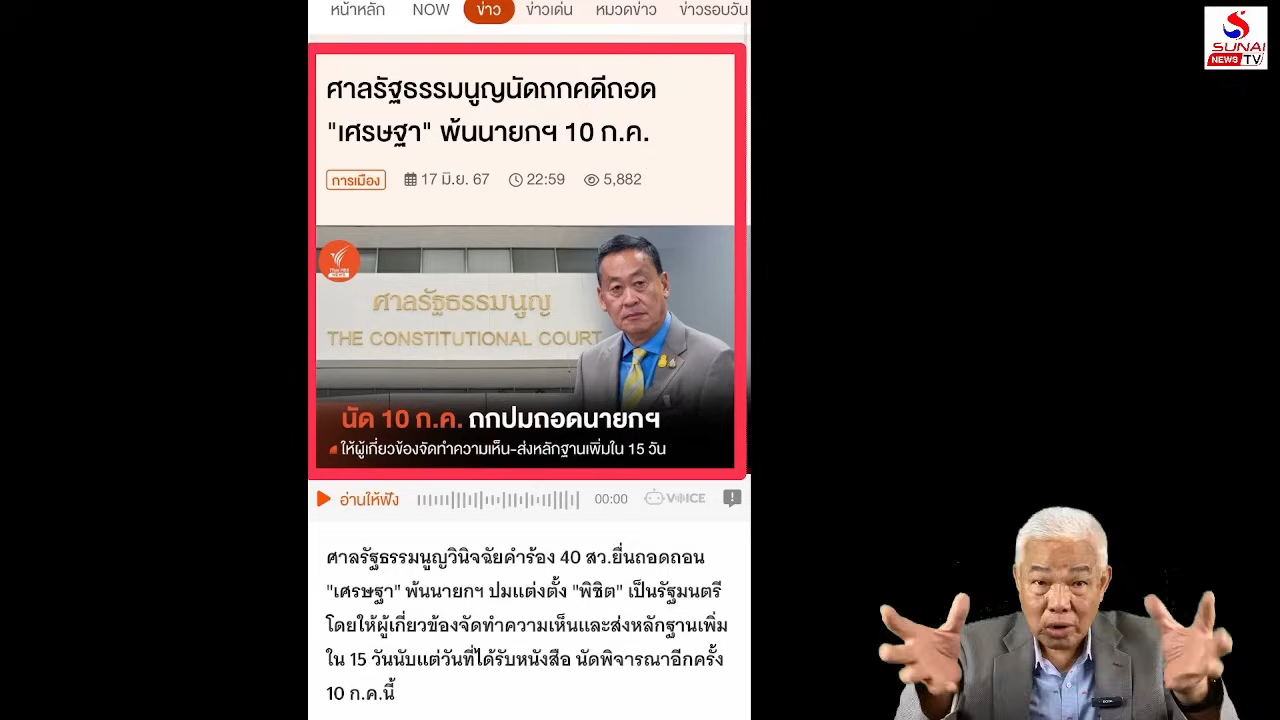 หน้าหลัก NOW ข่าว ข่าวเด่น หมวดข่าว ข่าวรอบวัน
SUNAI
NEWS TV
ศาลรัฐธรรมนูญนัดถกคดีถอด
"เศรษฐา" พ้นนายกฯ 10 ก.ค.
การเมือง 17 มิ.ย. 67 22:59 5,882
Thai PBS
NEWS
ศาลรัฐธรรมนูญ
THE CONSTITUTIONAL COURT
นัด 10 ก.ค. ถกปมถอดนายกฯ
ให้ผู้เกี่ยวข้องจัดทำความเห็น-ส่งหลักฐานเพิ่มใน 15 วัน
อ่านให้ฟัง 00:00 VOICE
ศาลรัฐธรรมนูญวินิจฉัยคำร้อง 40 สว.ยื่นถอดถอน
"เศรษฐา" พ้นนายกฯ ปมแต่งตั้ง "พิชิต" เป็นรัฐมนตรี
โดยให้ผู้เกี่ยวข้องจัดทำความเห็นและส่งหลักฐานเพิ่ม
ใน 15 วันนับแต่วันที่ได้รับหนังสือ นัดพิจารณาอีกครั้ง
10 ก.ค.นี้